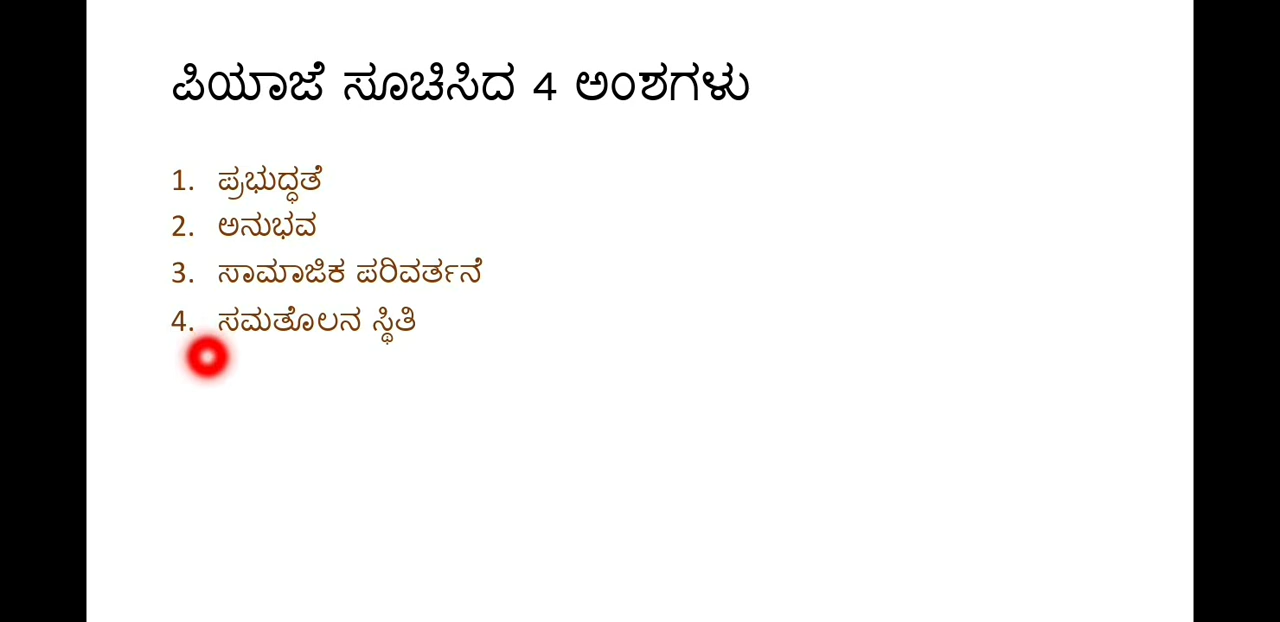 ಪಿಯಾಜೆ ಸೂಚಿಸಿದ 4 ಅಂಶಗಳು
1. ಪ್ರಭುದ್ಧತೆ
2. ಅನುಭವ
3. ಸಾಮಾಜಿಕ ಪರಿವರ್ತನೆ
4. ಸಮತೊಲನ ಸ್ಥಿತಿ